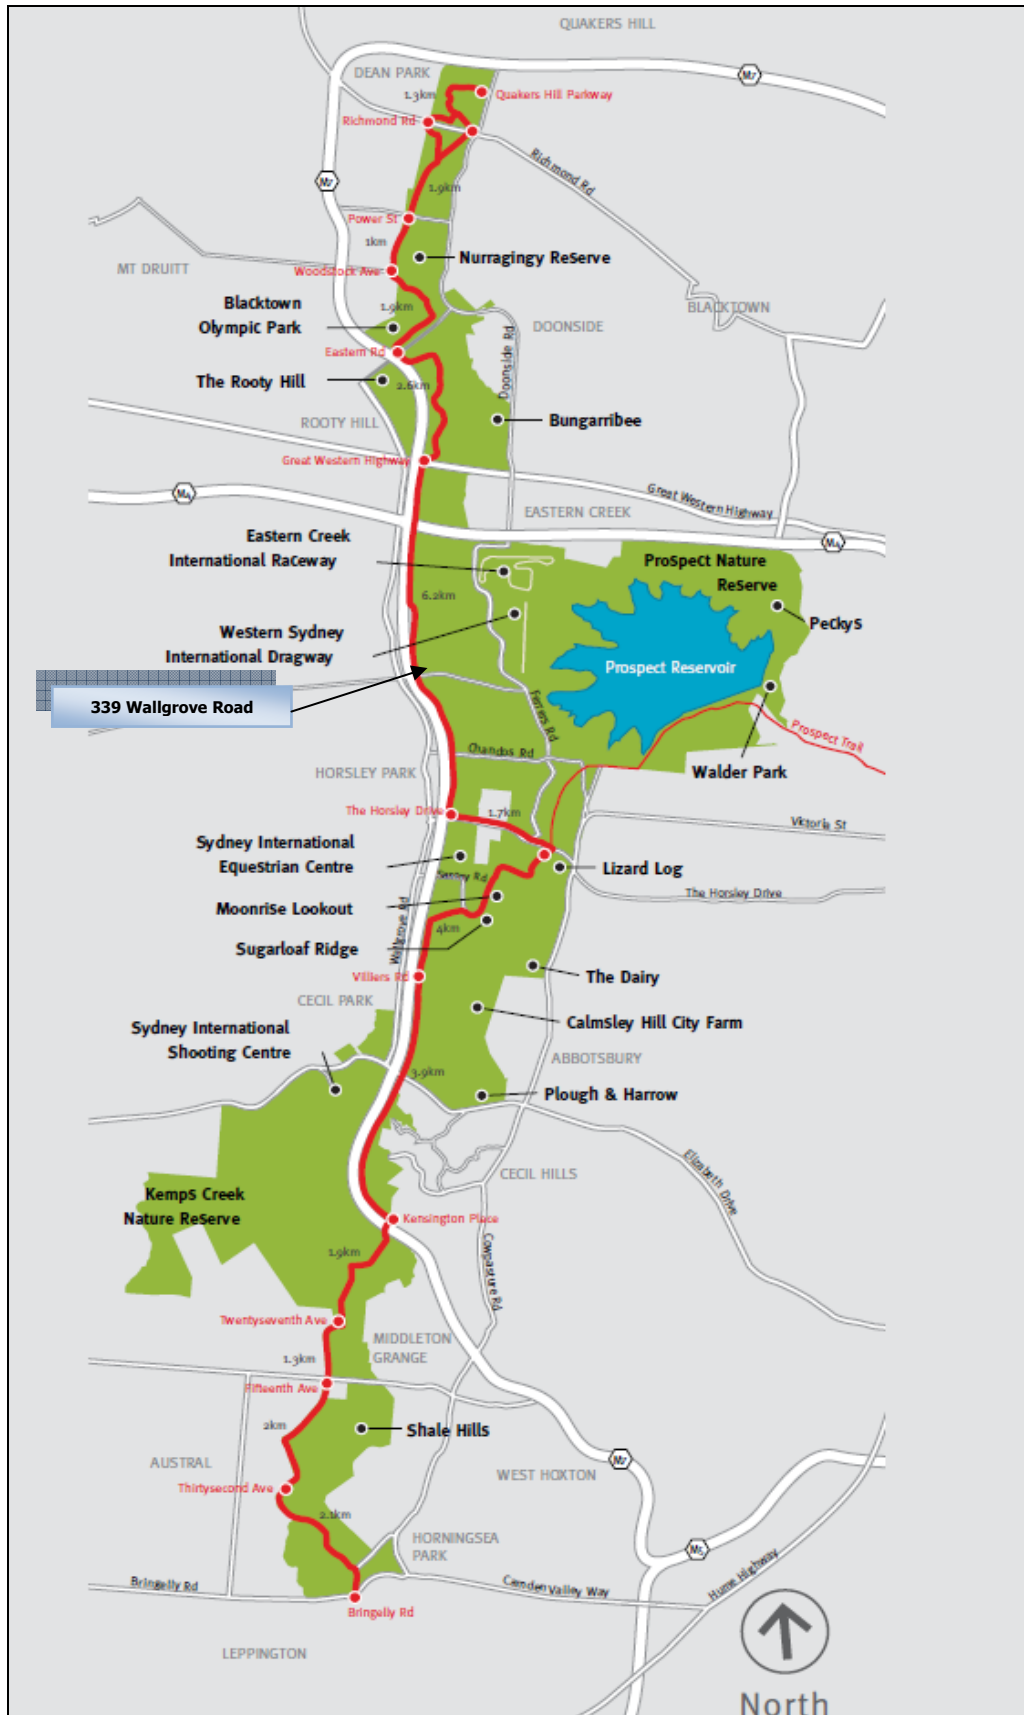 QUAKERS HILL
DEAN PARK
M7
1.3km
Quakers Hill Parkway
Richmond Rd
Richmond Rd
M7
1.9km
Power St
1km
Nurragingy Reserve
MT DRUITT
Woodstock Ave
Blacktown
Olympic Park
1.9km
BLACKTOWN
DOONSIDE
Doonside Rd
Eastern Rd
The Rooty Hill
2.6km
ROOTY HILL
Bungarribee
Great Western Highway
M4
Great Western Highway
EASTERN CREEK
M4
Eastern Creek
International Raceway
Prospect Nature
Reserve
6.2km
Peckys
Western Sydney
International Dragway
Prospect Reservoir
339 Wallgrove Road
Ferrers Rd
Prospect Trail
Chandos Rd
Walder Park
HORSLEY PARK
The Horsley Drive
1.7km
Victoria St
Sydney International
Equestrian Centre
Lizard Log
The Horsley Drive
Moonrise Lookout
Wallgrove Rd
4km
Sugarloaf Ridge
Villiers Rd
The Dairy
CECIL PARK
Calmsley Hill City Farm
Sydney International
Shooting Centre
ABBOTSBURY
3.9km
Plough & Harrow
Elizabeth Drive
CECIL HILLS
Kemps Creek
Nature Reserve
Kensington Place
1.9km
Cowpasture Rd
Twentyseventh Ave
MIDDLETON
GRANGE
1.3km
Fifteenth Ave
2km
Shale Hills
AUSTRAL
M7
WEST HOXTON
Thirtysecond Ave
2.1km
HORNINGSEA
PARK
M5
Hume Highway
Bringelly Rd
Camden Valley Way
Bringelly Rd
LEPPINGTON
North